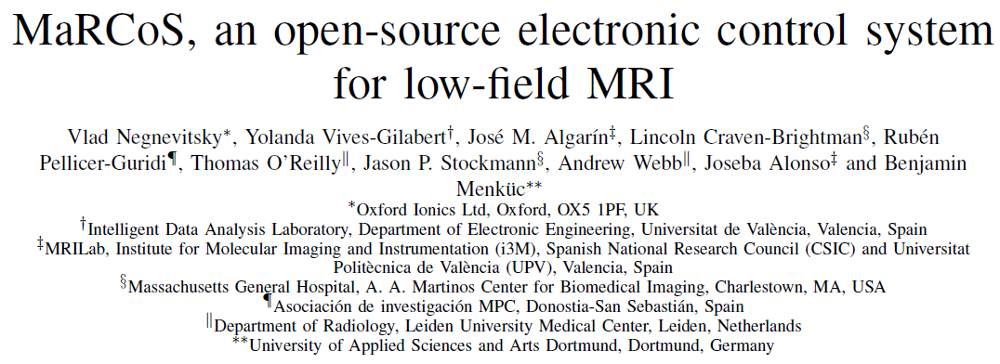 MaRCoS, an open-source electronic control system
for low-field MRI
Vlad Negnevitsky*, Yolanda Vives-Gilabert†, José M. Algarín‡, Lincoln Craven-Brightman§, Rubén
Pellicer-Guridi¶, Thomas O'Reilly‖, Jason P. Stockmann§, Andrew Webb‖, Joseba Alonso‡ and Benjamin
Menküc**
*Oxford Ionics Ltd, Oxford, OX5 1PF, UK
†Intelligent Data Analysis Laboratory, Department of Electronic Engineering, Universitat de València, Valencia, Spain
‡MRILab, Institute for Molecular Imaging and Instrumentation (i3M), Spanish National Research Council (CSIC) and Universitat
Politècnica de València (UPV), Valencia, Spain
§Massachusetts General Hospital, A. A. Martinos Center for Biomedical Imaging, Charlestown, MA, USA
¶Asociación de investigación MPC, Donostia-San Sebastián, Spain
‖Department of Radiology, Leiden University Medical Center, Leiden, Netherlands
**University of Applied Sciences and Arts Dortmund, Dortmund, Germany